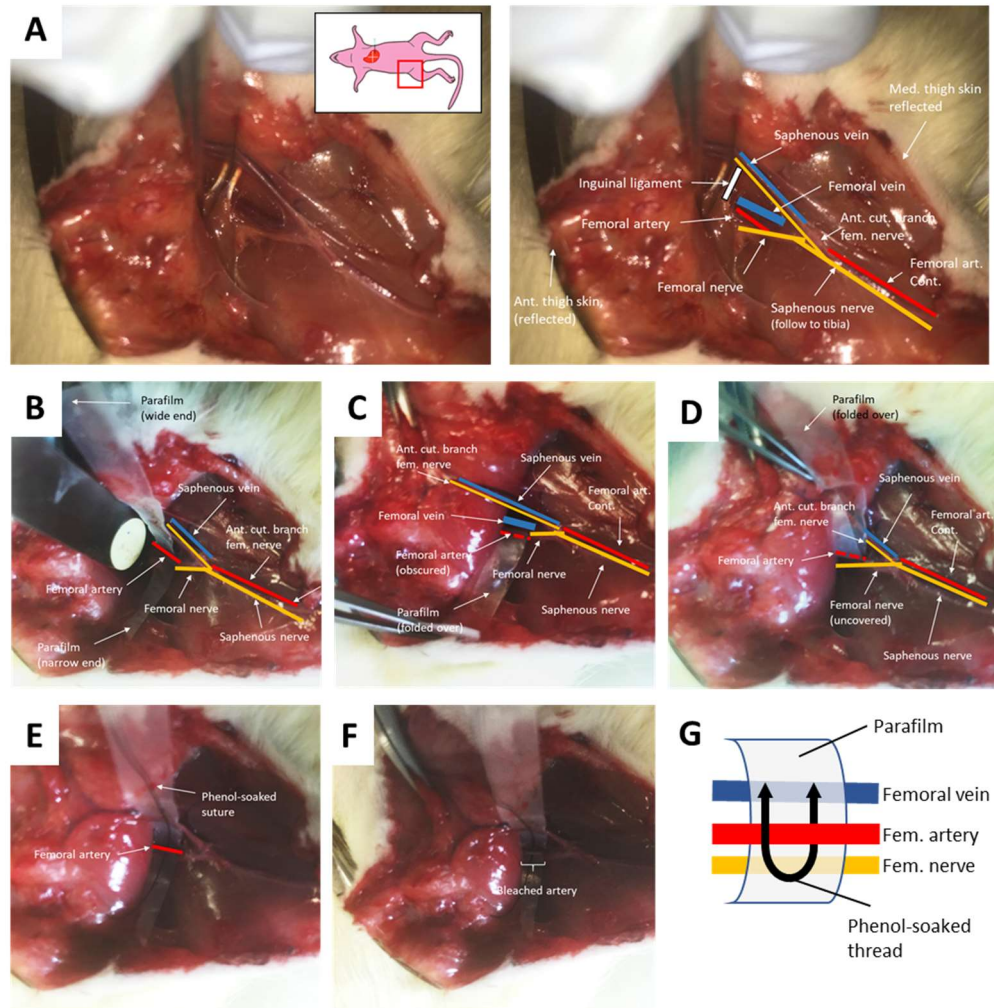 A
Med. thigh skin
reflected
Saphenous vein
Inguinal ligament
Femoral vein
Femoral artery
Ant. cut. branch
fem. nerve
Femoral nerve
Femoral art.
Cont.
Ant. thigh skin
(reflected)
Saphenous nerve
(follow to tibia)
B
Parafilm
(wide end)
Saphenous vein
Ant. cut. branch
fem. nerve
Femoral artery
Femoral nerve
Saphenous nerve
Parafilm
(narrow end)
C
Ant. cut. branch
fem. nerve
Saphenous vein
Femoral art.
Cont.
Femoral vein
Femoral artery
(obscured)
Femoral nerve
Parafilm
(folded over)
Saphenous nerve
D
Parafilm
(folded over)
Saphenous vein
Ant. cut. branch
fem. nerve
Femoral art.
Cont.
Femoral artery
Femoral nerve
(uncovered)
Saphenous nerve
E
Phenol-soaked
suture
Femoral artery
F
Bleached artery
G
Parafilm
Femoral vein
Fem. artery
Fem. nerve
Phenol-soaked
thread